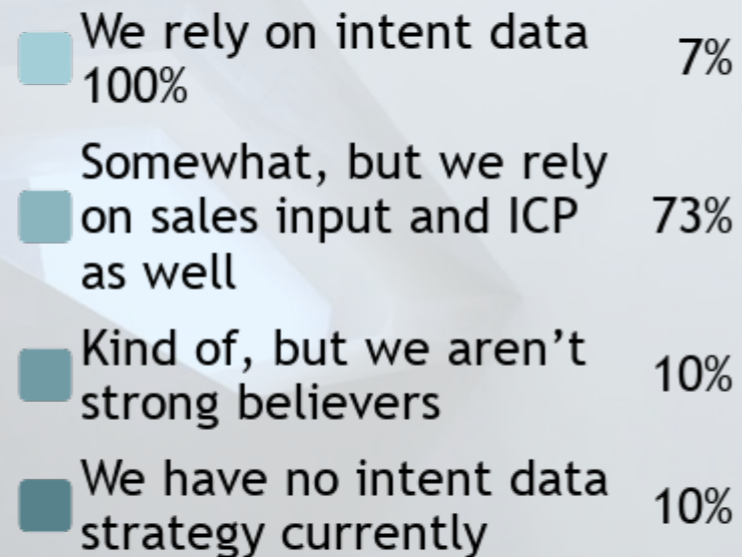 We rely on intent data
100%
7%
Somewhat, but we rely
on sales input and ICP
as well
73%
Kind of, but we aren’t
strong believers
10%
We have no intent data
strategy currently
10%